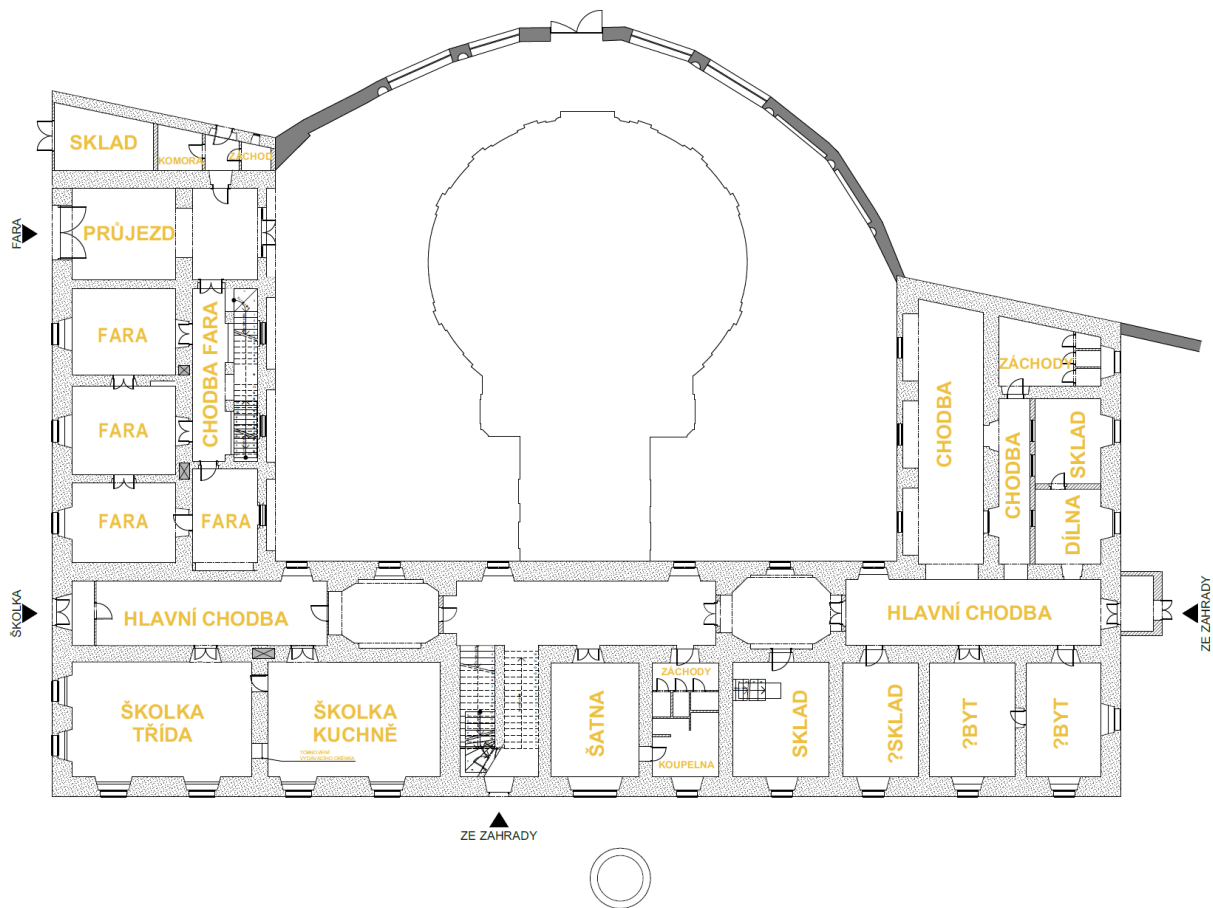 SKLAD
KOMORA
ZÁCHOD
FARA
PRŮJEZD
FARA
CHODBA FARA
FARA
FARA
FARA
CHODBA
ZÁCHODY
CHODBA
SKLAD
DÍLNA
ŠKOLKA
HLAVNÍ CHODBA
HLAVNÍ CHODBA
ZE ZAHRADY
ŠKOLKA
TŘÍDA
ŠKOLKA
KUCHNĚ
ŠATNA
ZÁCHODY
KOUPELNA
SKLAD
?SKLAD
?BYT
?BYT
ZE ZAHRADY